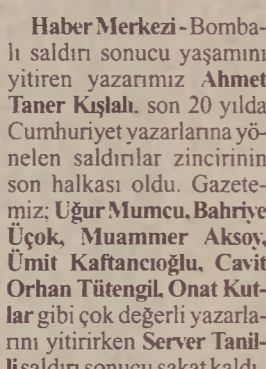 Haber Merkezi - Bomba-
lı saldırı sonucu yaşamını
yitiren yazarımız Ahmet
Taner Kışlalı, son 20 yılda
Cumhuriyet yazarlarına yö-
nelen saldırılar zincirinin
son halkası oldu. Gazete-
miz; Uğur Mumcu, Bahriye
Üçok, Muammer Aksoy,
Ümit Kaftancıoğlu, Cavit
Orhan Tütengil, Onat Kut-
lar gibi çok değerli yazarla-
rını yitirirken Server Tanil-
li saldırı sonucu sakat kaldı.